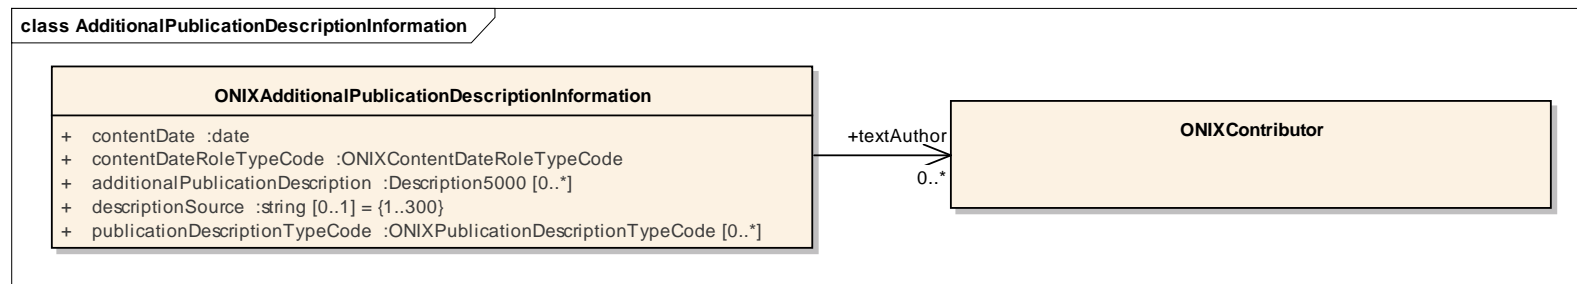 class AdditionalPublicationDescriptionInformation
ONIXAdditionalPublicationDescriptionInformation
+ contentDate :date
+ contentDateRoleTypeCode :ONIXContentDateRoleTypeCode
+ additionalPublicationDescription :Description5000 [0..*]
+ descriptionSource :string [0..1] = {1..300}
+ publicationDescriptionTypeCode :ONIXPublicationDescriptionTypeCode [0..*]
+textAuthor
0..*
ONIXContributor